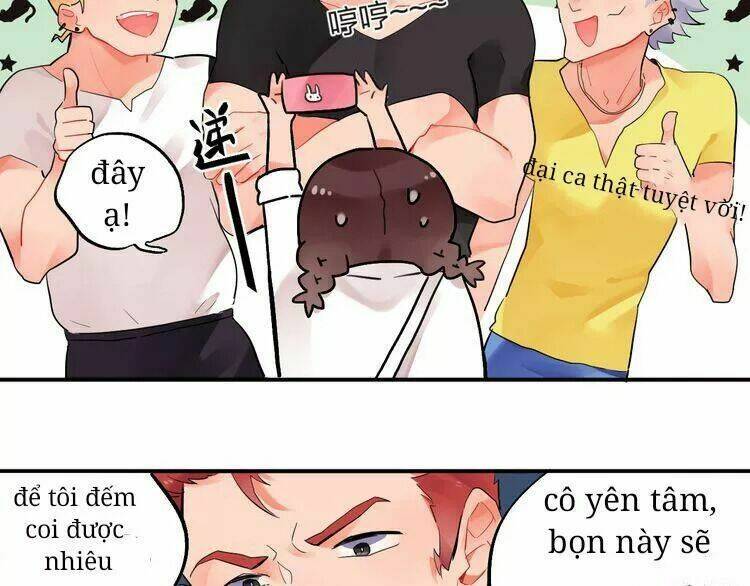 哼哼~~~
递
đây
ạ!
đại ca thật tuyệt vời!
để tôi đếm
coi được
nhiêu
cô yên tâm,
bọn này sẽ